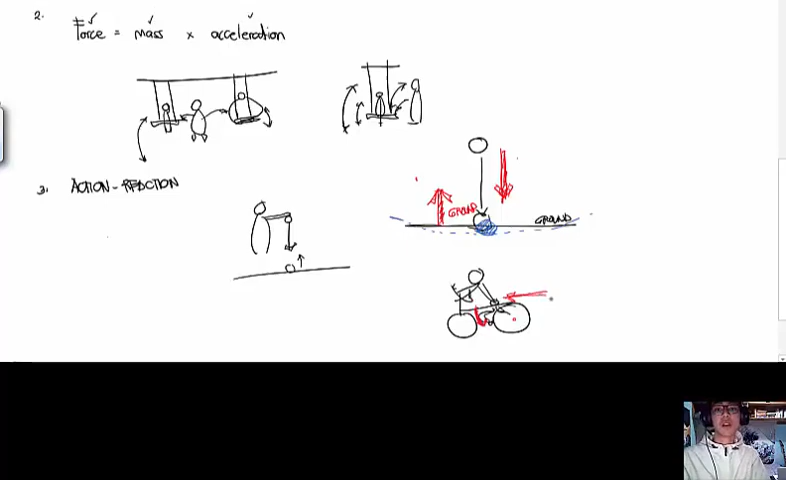 2.
Force = mass x acceleration
3. ACTION-REACTION
GROUND
GROUND